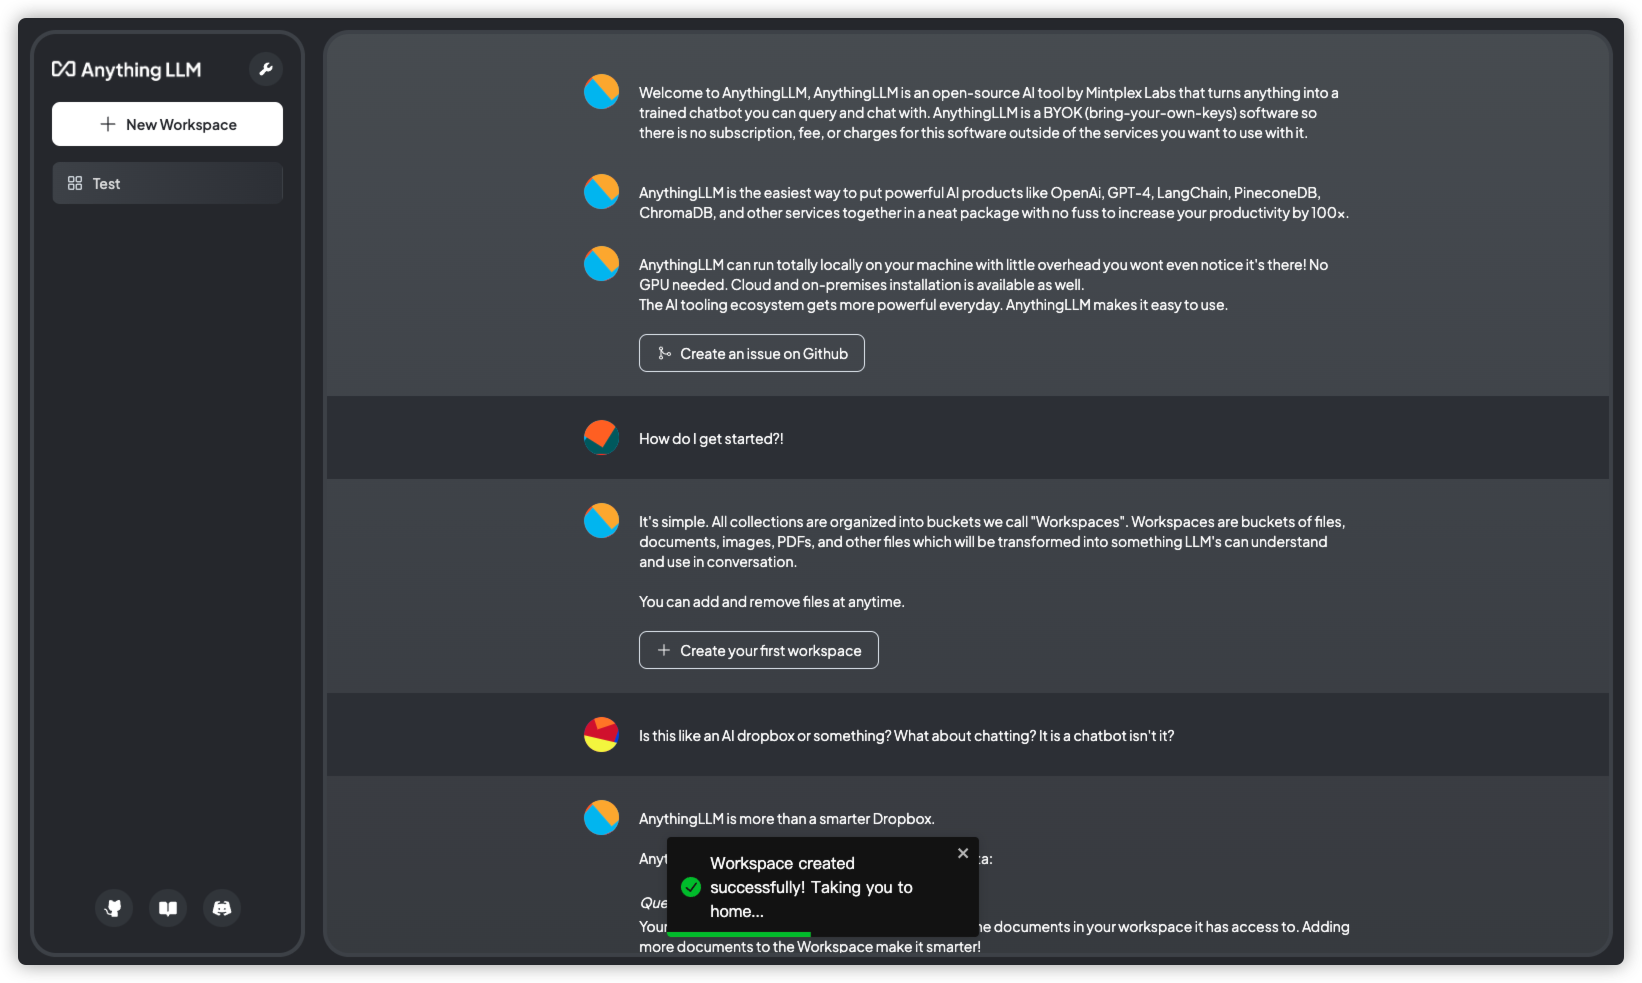 Anything LLM
New Workspace
Test
Welcome to AnythingLLM, AnythingLLM is an open-source AI tool by Mintplex Labs that turns anything into a
trained chatbot you can query and chat with. AnythingLLM is a BYOK (bring-your-own-keys) software so
there is no subscription, fee, or charges for this software outside of the services you want to use with it.
AnythingLLM is the easiest way to put powerful AI products like OpenAi, GPT-4, LangChain, PineconeDB,
ChromaDB, and other services together in a neat package with no fuss to increase your productivity by 100x.
AnythingLLM can run totally locally on your machine with little overhead you wont even notice it's there! No
GPU needed. Cloud and on-premises installation is available as well.
The AI tooling ecosystem gets more powerful everyday. AnythingLLM makes it easy to use.
Create an issue on Github
How do I get started?!
It's simple. All collections are organized into buckets we call "Workspaces". Workspaces are buckets of files,
documents, images, PDFs, and other files which will be transformed into something LLM's can understand
and use in conversation.
You can add and remove files at anytime.
Create your first workspace
Is this like an AI dropbox or something? What about chatting? It is a chatbot isn't it?
AnythingLLM is more than a smarter Dropbox.
Workspace created
successfully! Taking you to
home...
documents in your workspace it has access to. Adding
more documents to the Workspace make it smarter!